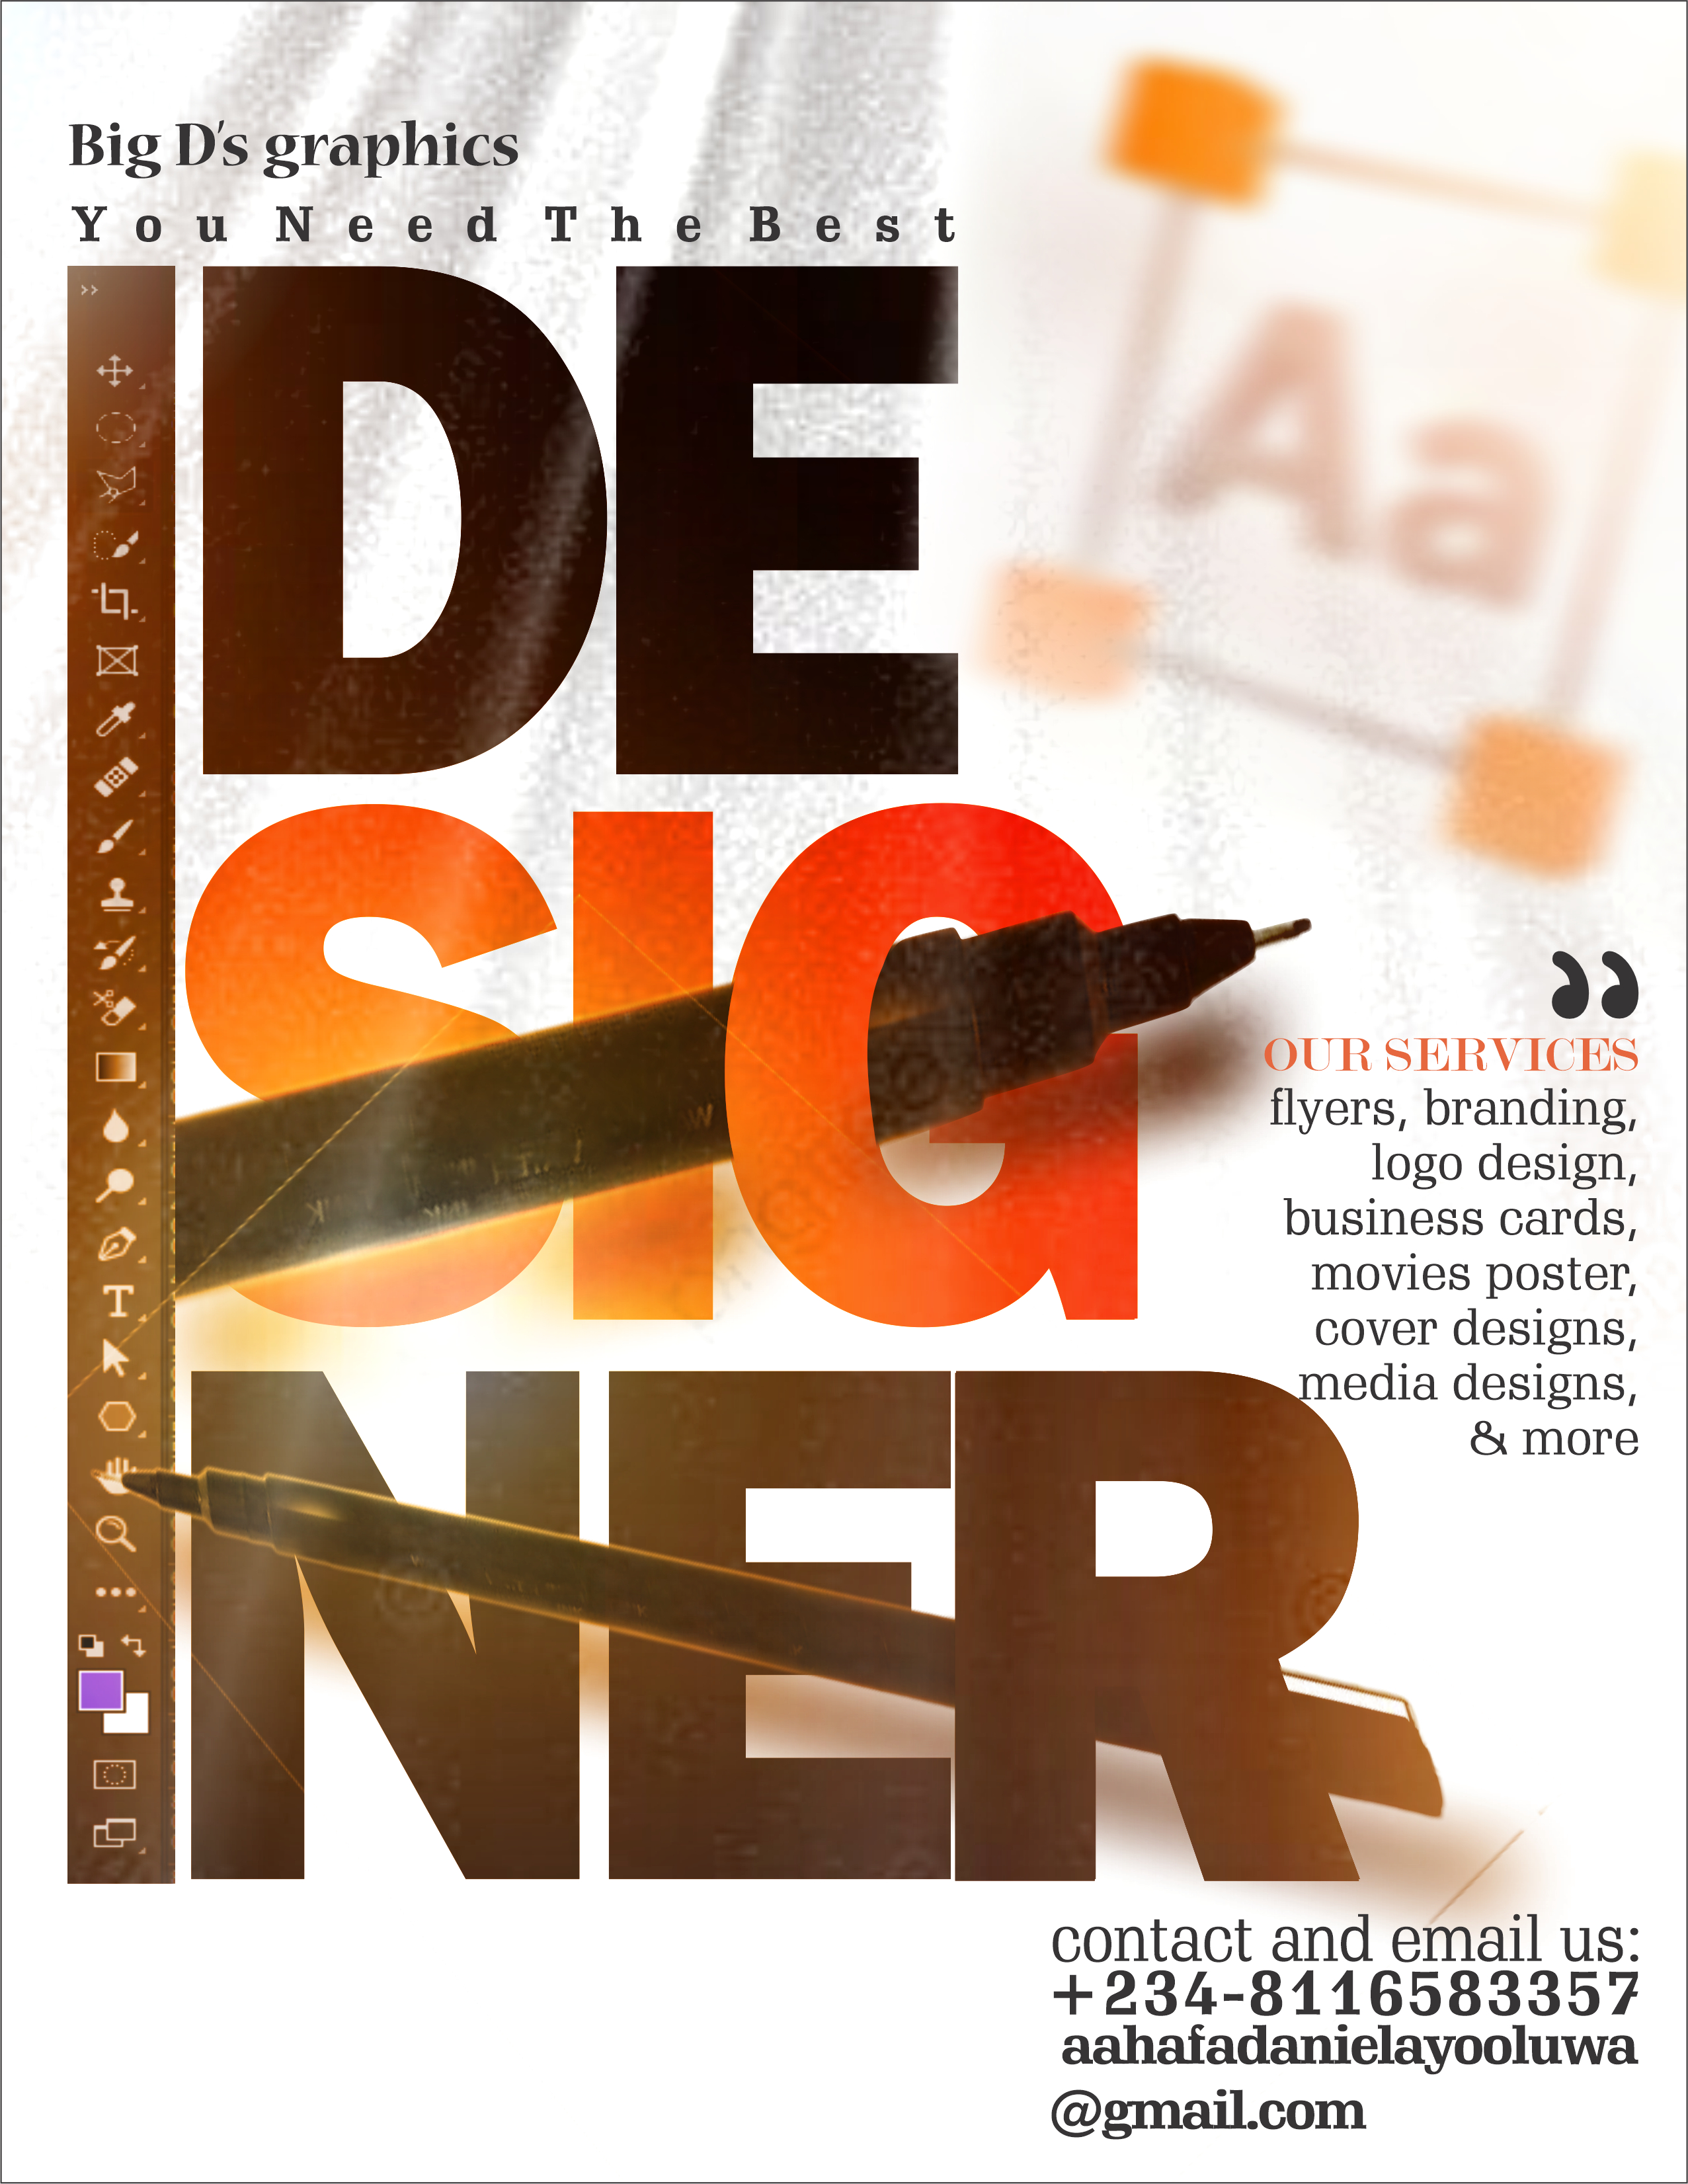 Big D's graphics
You Need The Best
DE
SIG
NER
Aa
”
OUR SERVICES
flyers, branding,
logo design,
business cards,
movies poster,
cover designs,
media designs,
& more
contact and email us:
+234-8116583357
aahafadanielayooluwa
@gmail.com